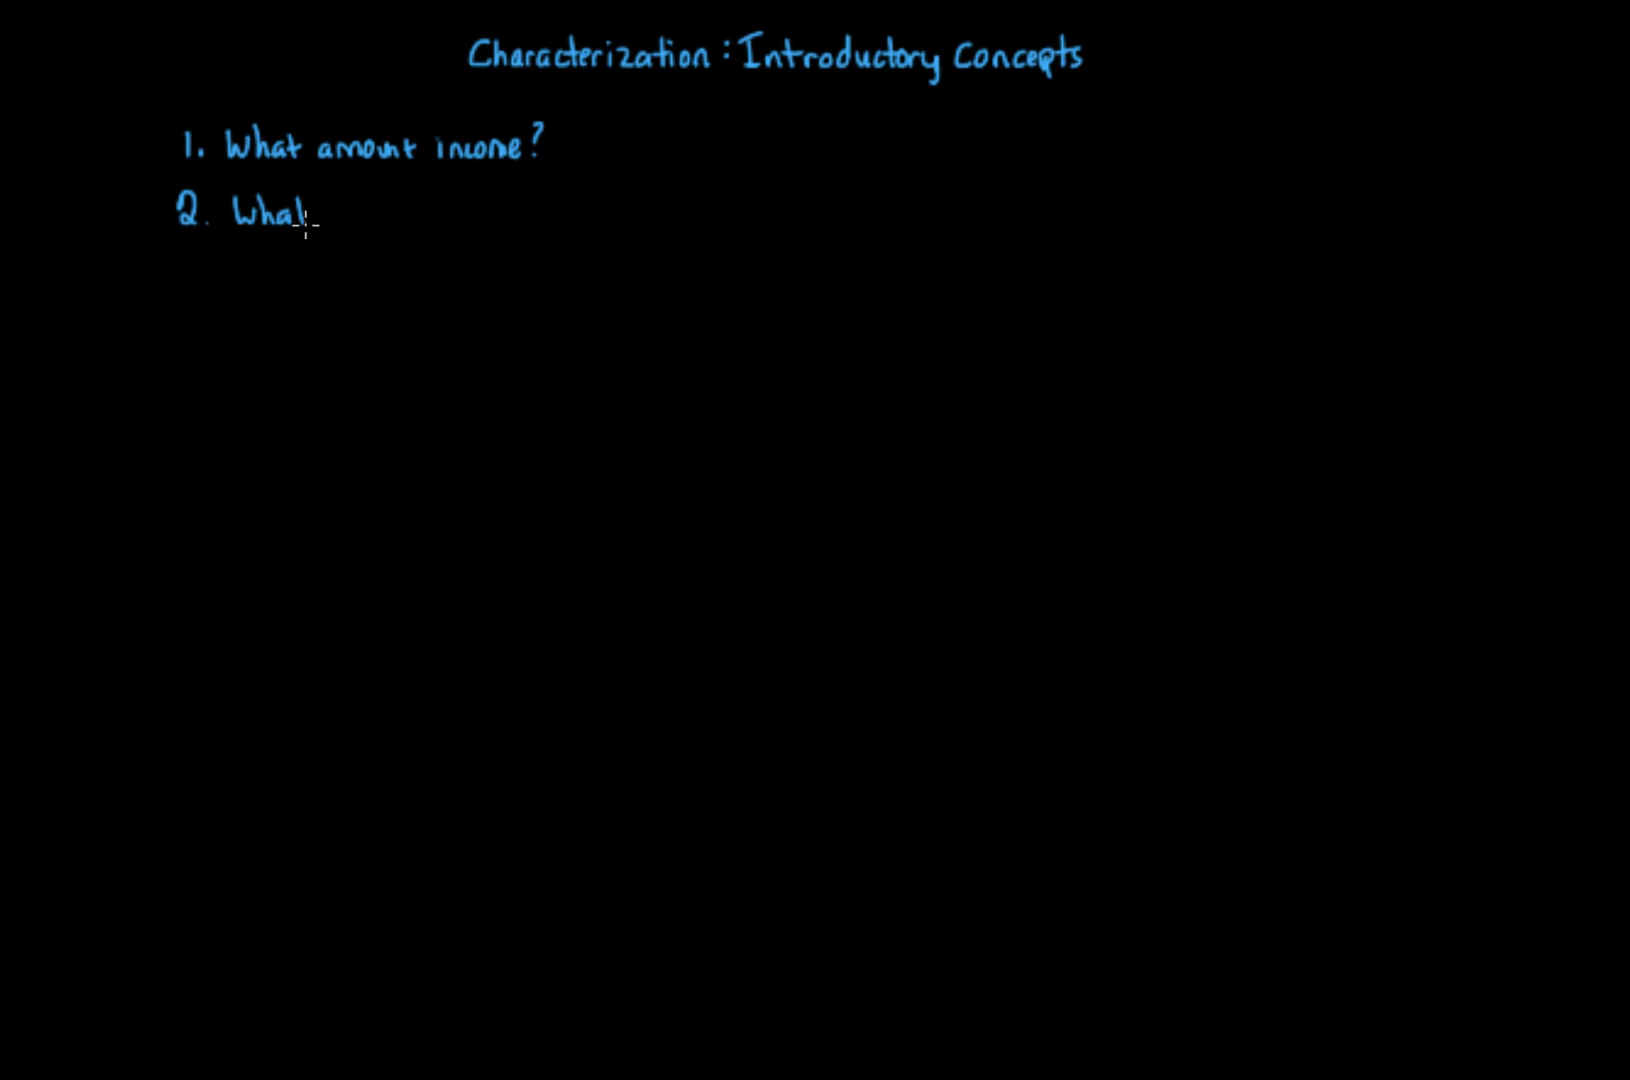 Characterization : Introductory Concepts
1. What amount income?
2. What